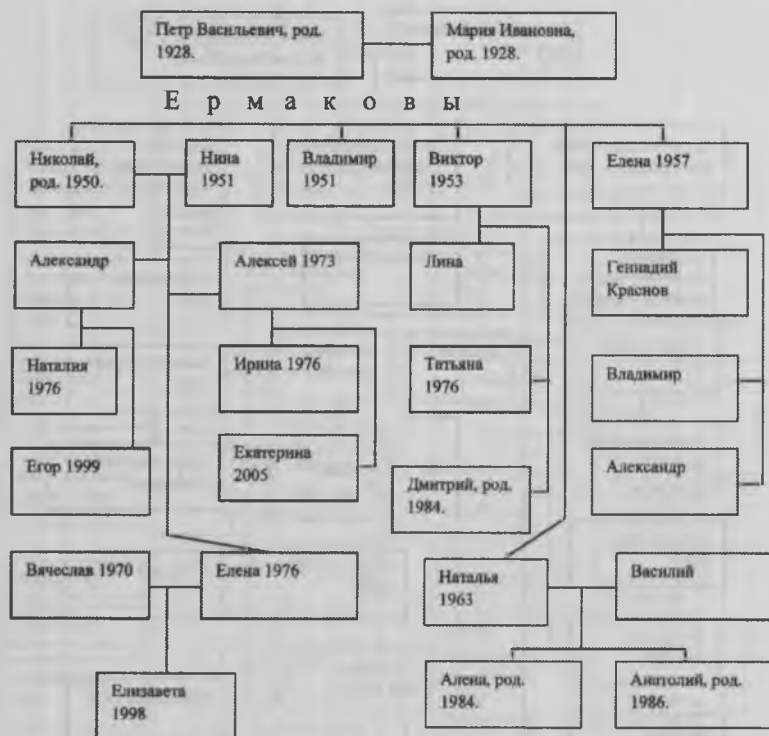 Петр Васильевич, род.
1928.
Мария Ивановна,
род. 1928.
Ермаковы
Николай,
род. 1950.
Нина
1951
Владимир
1951
Виктор
1953
Елена 1957
Александр
Алексей 1973
Лина
Геннадий
Краснов
Наталия
1976
Ирина 1976
Татьяна
1976
Владимир
Егор 1999
Екатерина
2005
Дмитрий, род.
1984.
Александр
Вячеслав 1970
Елена 1976
Наталья
1963
Василий
Елизавета
1998
Алена, род.
1984.
Анатолий, род.
1986.